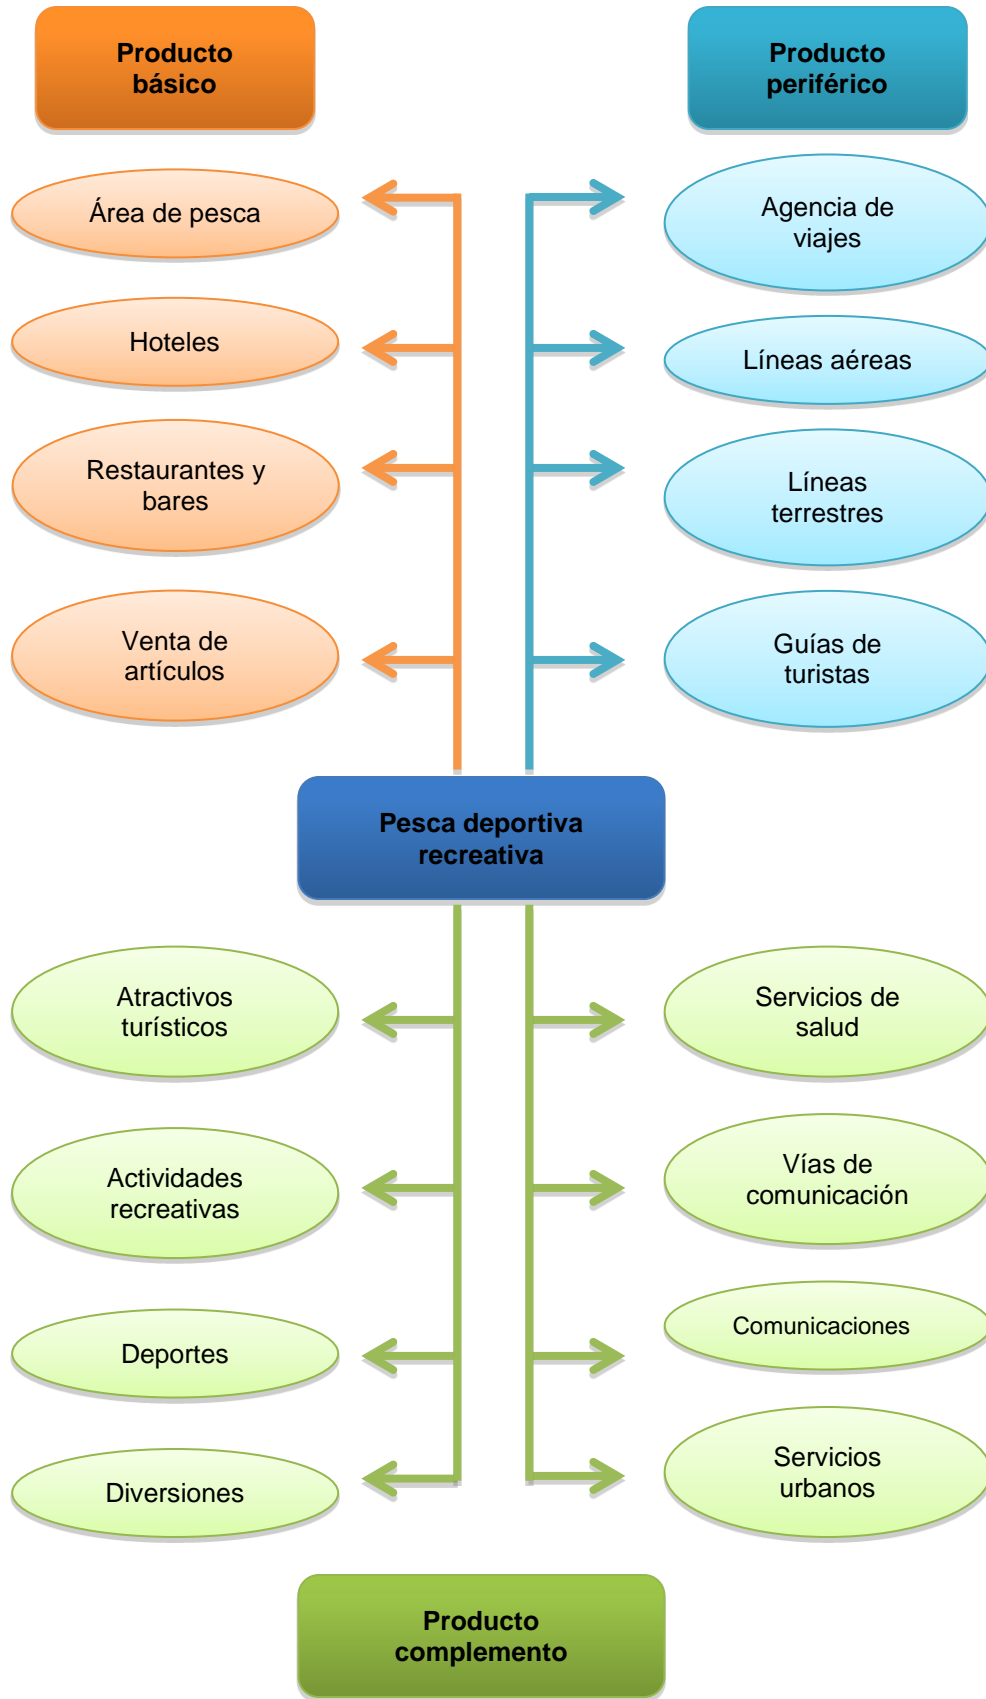 Producto
básico
Producto
periférico
Área de pesca
Agencia de
viajes
Hoteles
Líneas aéreas
Restaurantes y
bares
Líneas
terrestres
Venta de
artículos
Guías de
turistas
Pesca deportiva
recreativa
Atractivos
turísticos
Servicios de
salud
Actividades
recreativas
Vías de
comunicación
Deportes
Comunicaciones
Diversiones
Servicios
urbanos
Producto
complemento